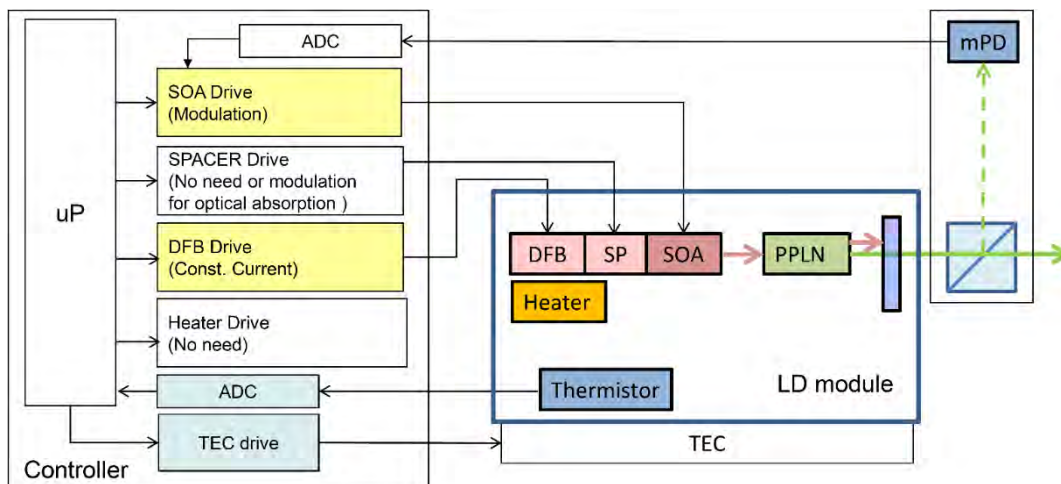 ADC
mPD
SOA Drive
(Modulation)
SPACER Drive
(No need or modulation
for optical absorption )
uP
DFB Drive
(Const. Current)
DFB
SP
SOA
PPLN
Heater
Heater Drive
(No need)
ADC
Thermistor
LD module
TEC drive
TEC
Controller